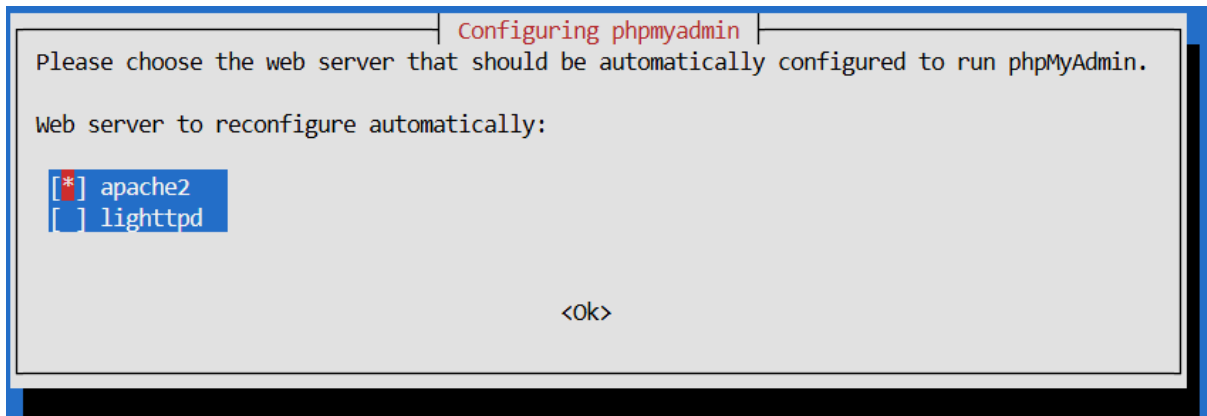 Configuring phpmyadmin
Please choose the web server that should be automatically configured to run phpMyAdmin.
Web server to reconfigure automatically:
[*] apache2
[ ] lighttpd
<Ok>